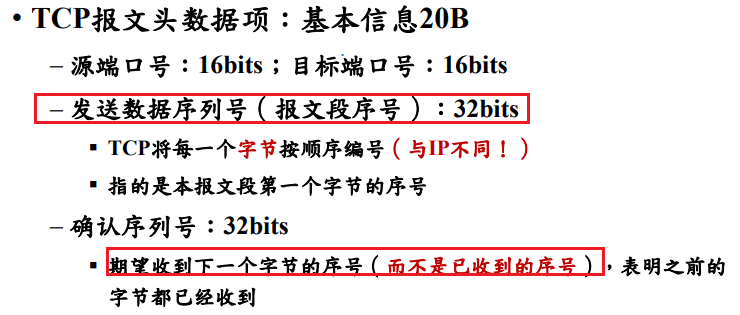 • TCP报文头数据项：基本信息20B
– 源端口号：16bits；目标端口号：16bits
– 发送数据序列号（报文段序号）：32bits
▪ TCP将每一个字节按顺序编号（与IP不同！）
▪ 指的是本报文段第一个字节的序号
– 确认序列号：32bits
▪ 期望收到下一个字节的序号（而不是已收到的序号），表明之前的
字节都已经收到